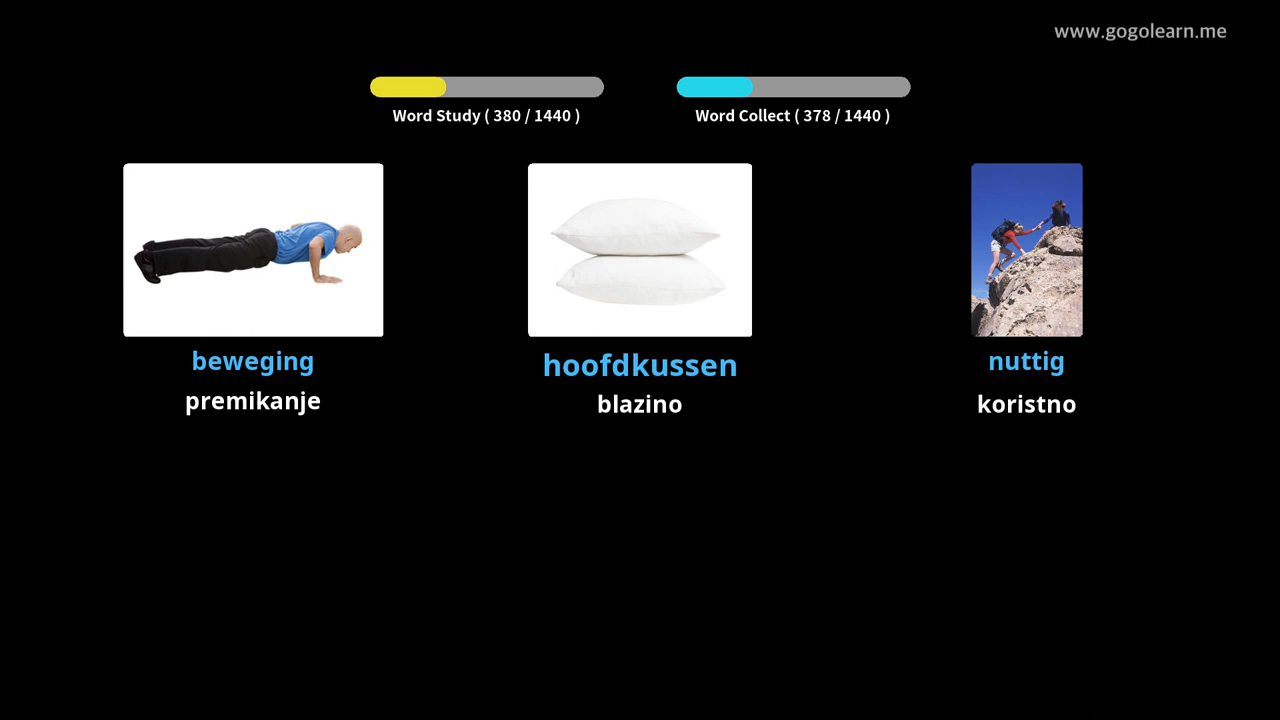 www.gogolearn.me
Word Study ( 380 / 1440 )
Word Collect ( 378 / 1440 )
beweging
premikanje
hoofdkussen
blazino
nuttig
koristno